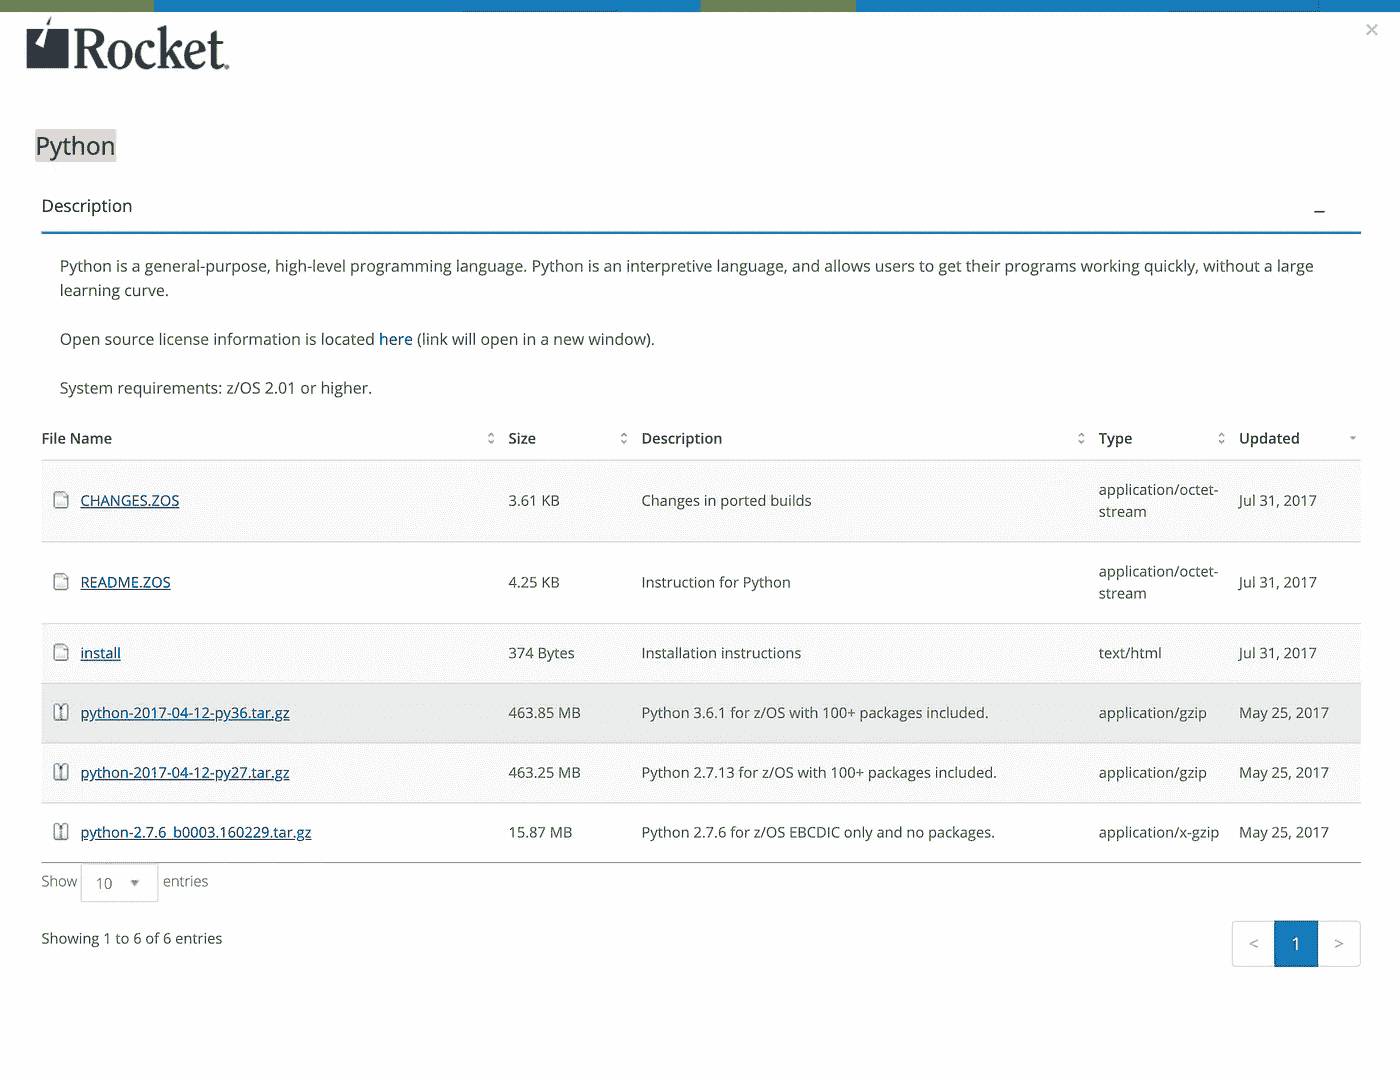 Rocket.
×
Python
Description
–
Python is a general-purpose, high-level programming language. Python is an interpretive language, and allows users to get their programs working quickly, without a large
learning curve.
Open source license information is located here (link will open in a new window).
System requirements: z/OS 2.01 or higher.
File Name Size Description Type Updated
CHANGES.ZOS 3.61 KB Changes in ported builds application/octet-
stream Jul 31, 2017
README.ZOS 4.25 KB Instruction for Python application/octet-
stream Jul 31, 2017
install 374 Bytes Installation instructions text/html Jul 31, 2017
python-2017-04-12-py36.tar.gz 463.85 MB Python 3.6.1 for z/OS with 100+ packages included. application/gzip May 25, 2017
python-2017-04-12-py27.tar.gz 463.25 MB Python 2.7.13 for z/OS with 100+ packages included. application/gzip May 25, 2017
python-2.7.6_b0003.160229.tar.gz 15.87 MB Python 2.7.6 for z/OS EBCDIC only and no packages. application/x-gzip May 25, 2017
Show 10 entries
Showing 1 to 6 of 6 entries
< 1 >